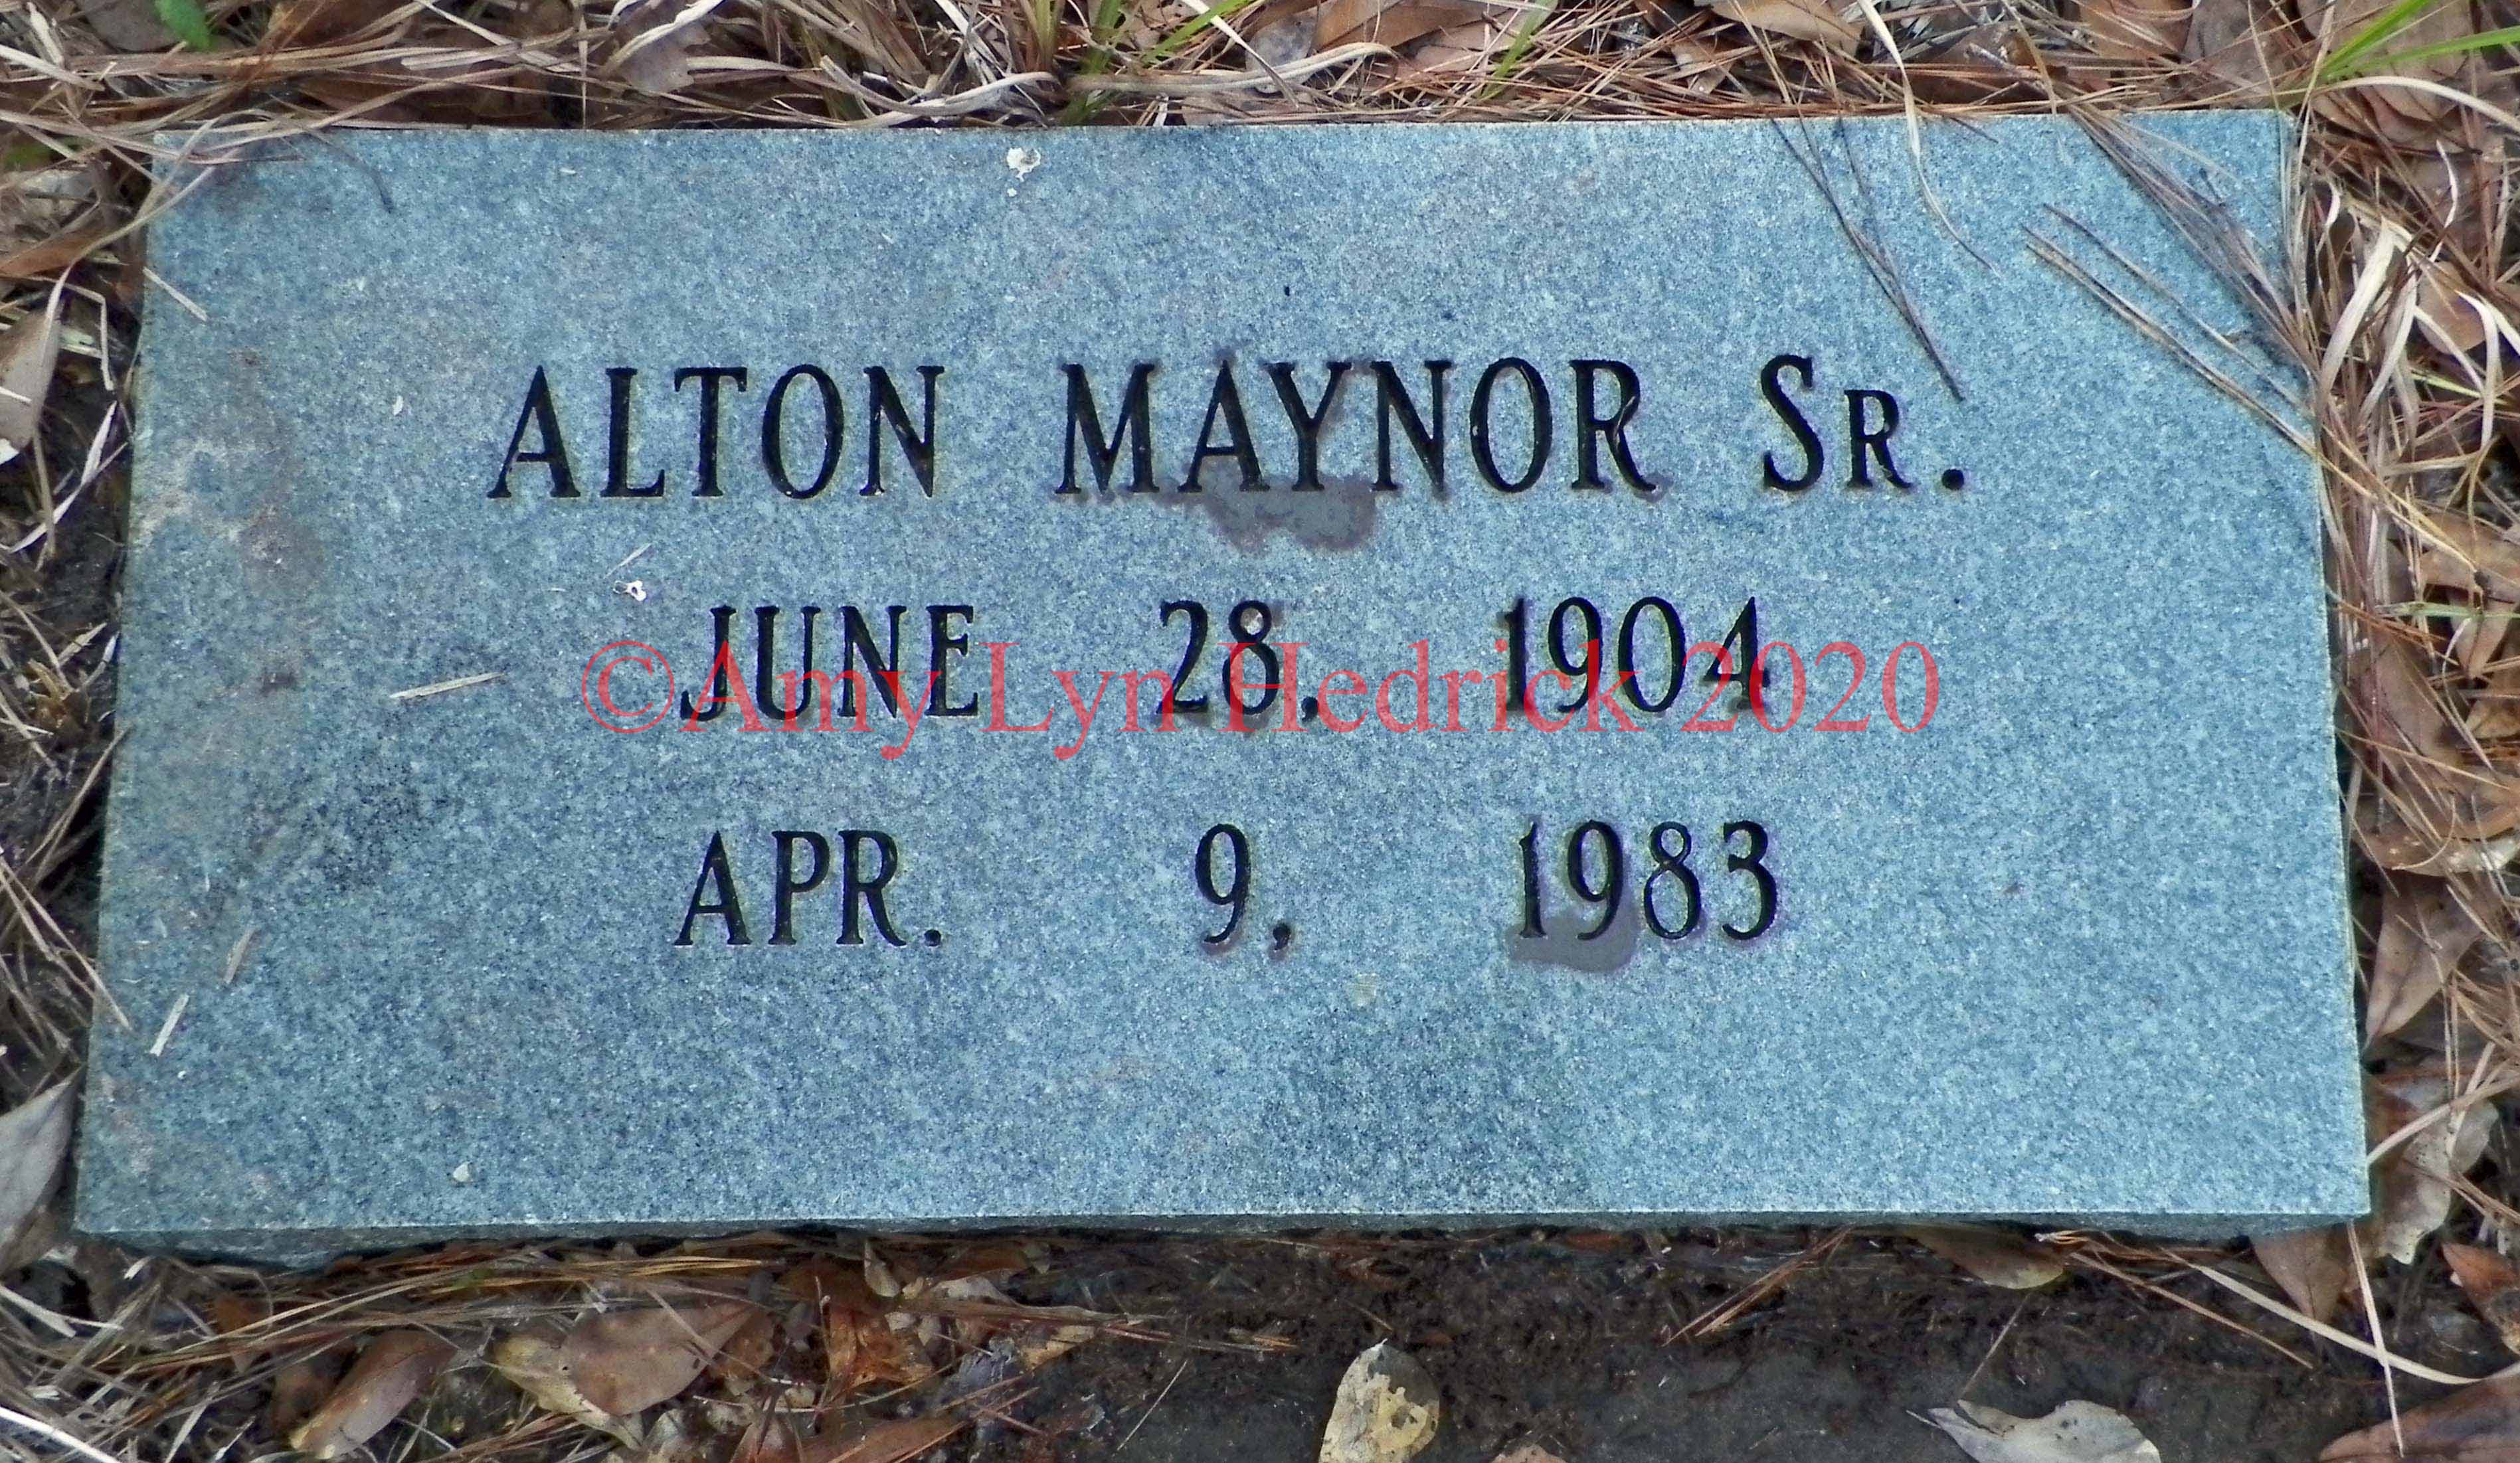 ALTON MAYNOR SR.
JUNE 28, 1904
©Amy Lyn Hedrick 2020
APR. 9, 1983